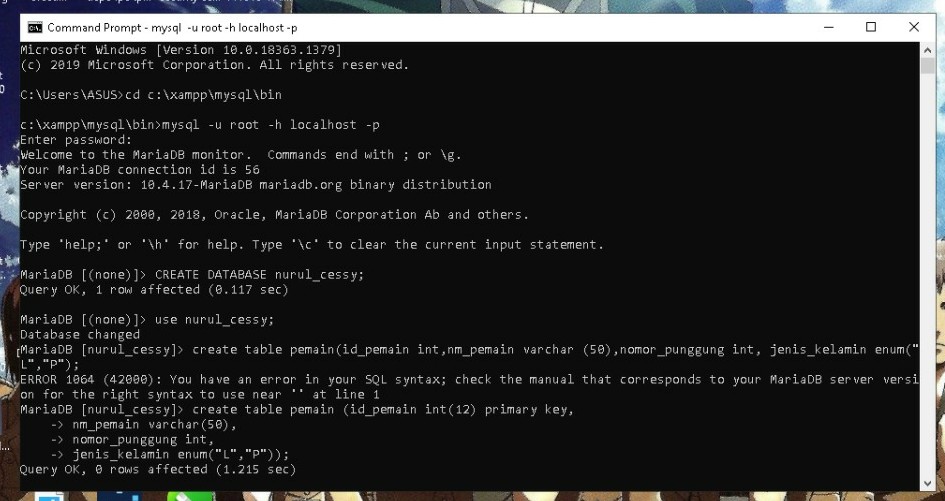 Command Prompt - mysql -u root -h localhost -p
Microsoft Windows [Version 10.0.18363.1379]
(c) 2019 Microsoft Corporation. All rights reserved.
C:\Users\ASUS>cd c:\xampp\mysql\bin
c:\xampp\mysql\bin>mysql -u root -h localhost -p
Enter password:
Welcome to the MariaDB monitor.  Commands end with ; or \g.
Your MariaDB connection id is 56
Server version: 10.4.17-MariaDB mariadb.org binary distribution
Copyright (c) 2000, 2018, Oracle, MariaDB Corporation Ab and others.
Type 'help;' or '\h' for help. Type '\c' to clear the current input statement.
MariaDB [(none)]> CREATE DATABASE nurul_cessy;
Query OK, 1 row affected (0.117 sec)
MariaDB [(none)]> use nurul_cessy;
Database changed
MariaDB [nurul_cessy]> create table pemain(id_pemain int,nm_pemain varchar (50),nomor_punggung int, jenis_kelamin enum("
L","P");
ERROR 1064 (42000): You have an error in your SQL syntax; check the manual that corresponds to your MariaDB server versi
on for the right syntax to use near '' at line 1
MariaDB [nurul_cessy]> create table pemain (id_pemain int(12) primary key,
    -> nm_pemain varchar(50),
    -> nomor_punggung int,
    -> jenis_kelamin enum("L","P"));
Query OK, 0 rows affected (1.215 sec)